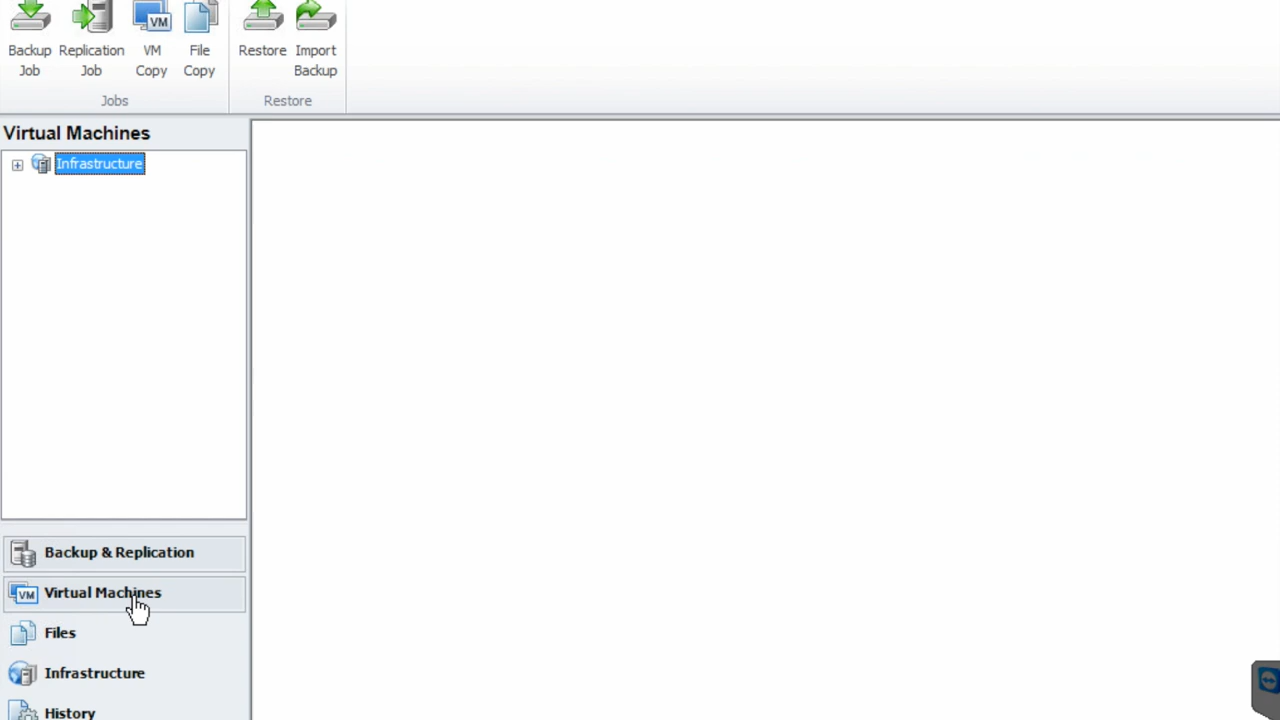 Backup Replication VM File Restore Import
Job Job Copy Copy Backup
Jobs Restore
Virtual Machines
Infrastructure
Backup & Replication
VM Virtual Machines
Files
Infrastructure
History